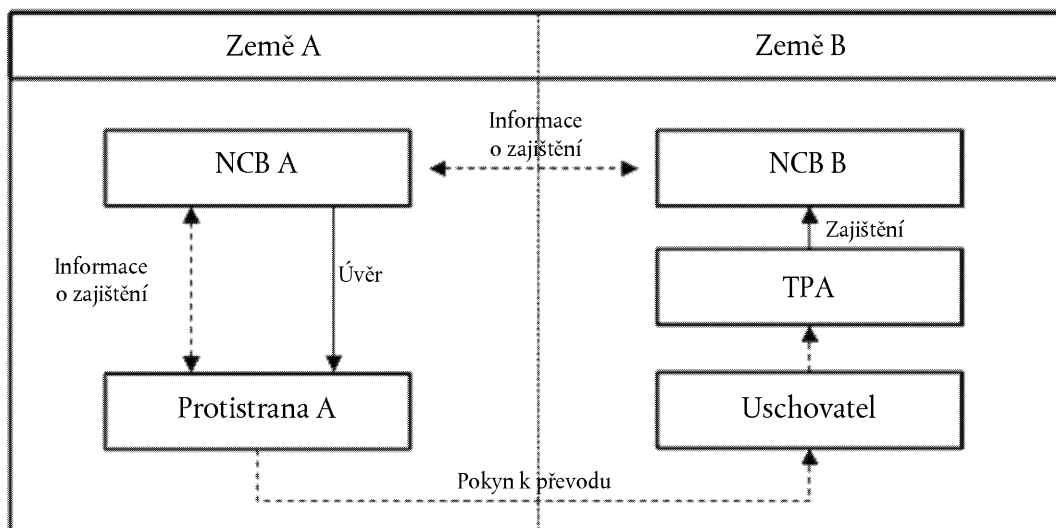 Země A
Země B
Informace
o zajištění
NCB A
NCB B
Zajištění
Informace
o zajištění
Úvěr
TPA
Protistrana A
Uschovatel
Pokyn k převodu